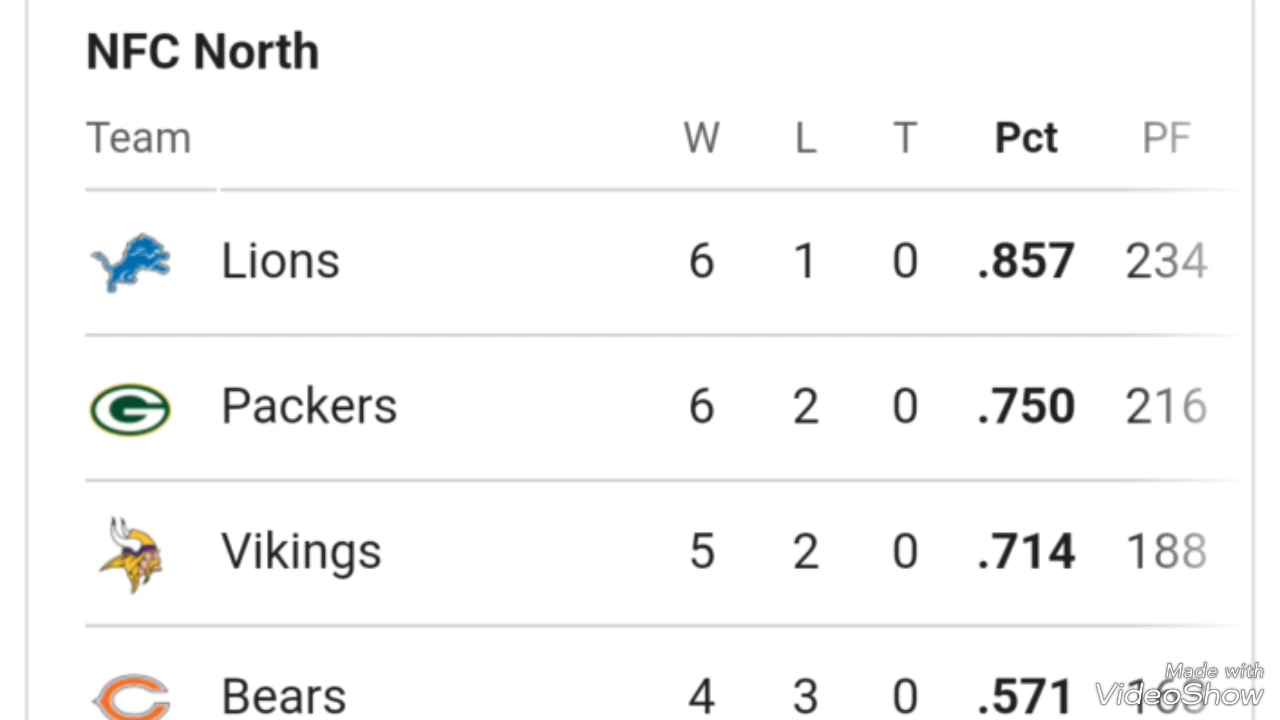 NFC North
Team W L T Pct PF
Lions 6 1 0 .857 234
Packers 6 2 0 .750 216
Vikings 5 2 0 .714 188
Bears 4 3 0 .571
Made with
VideoShow